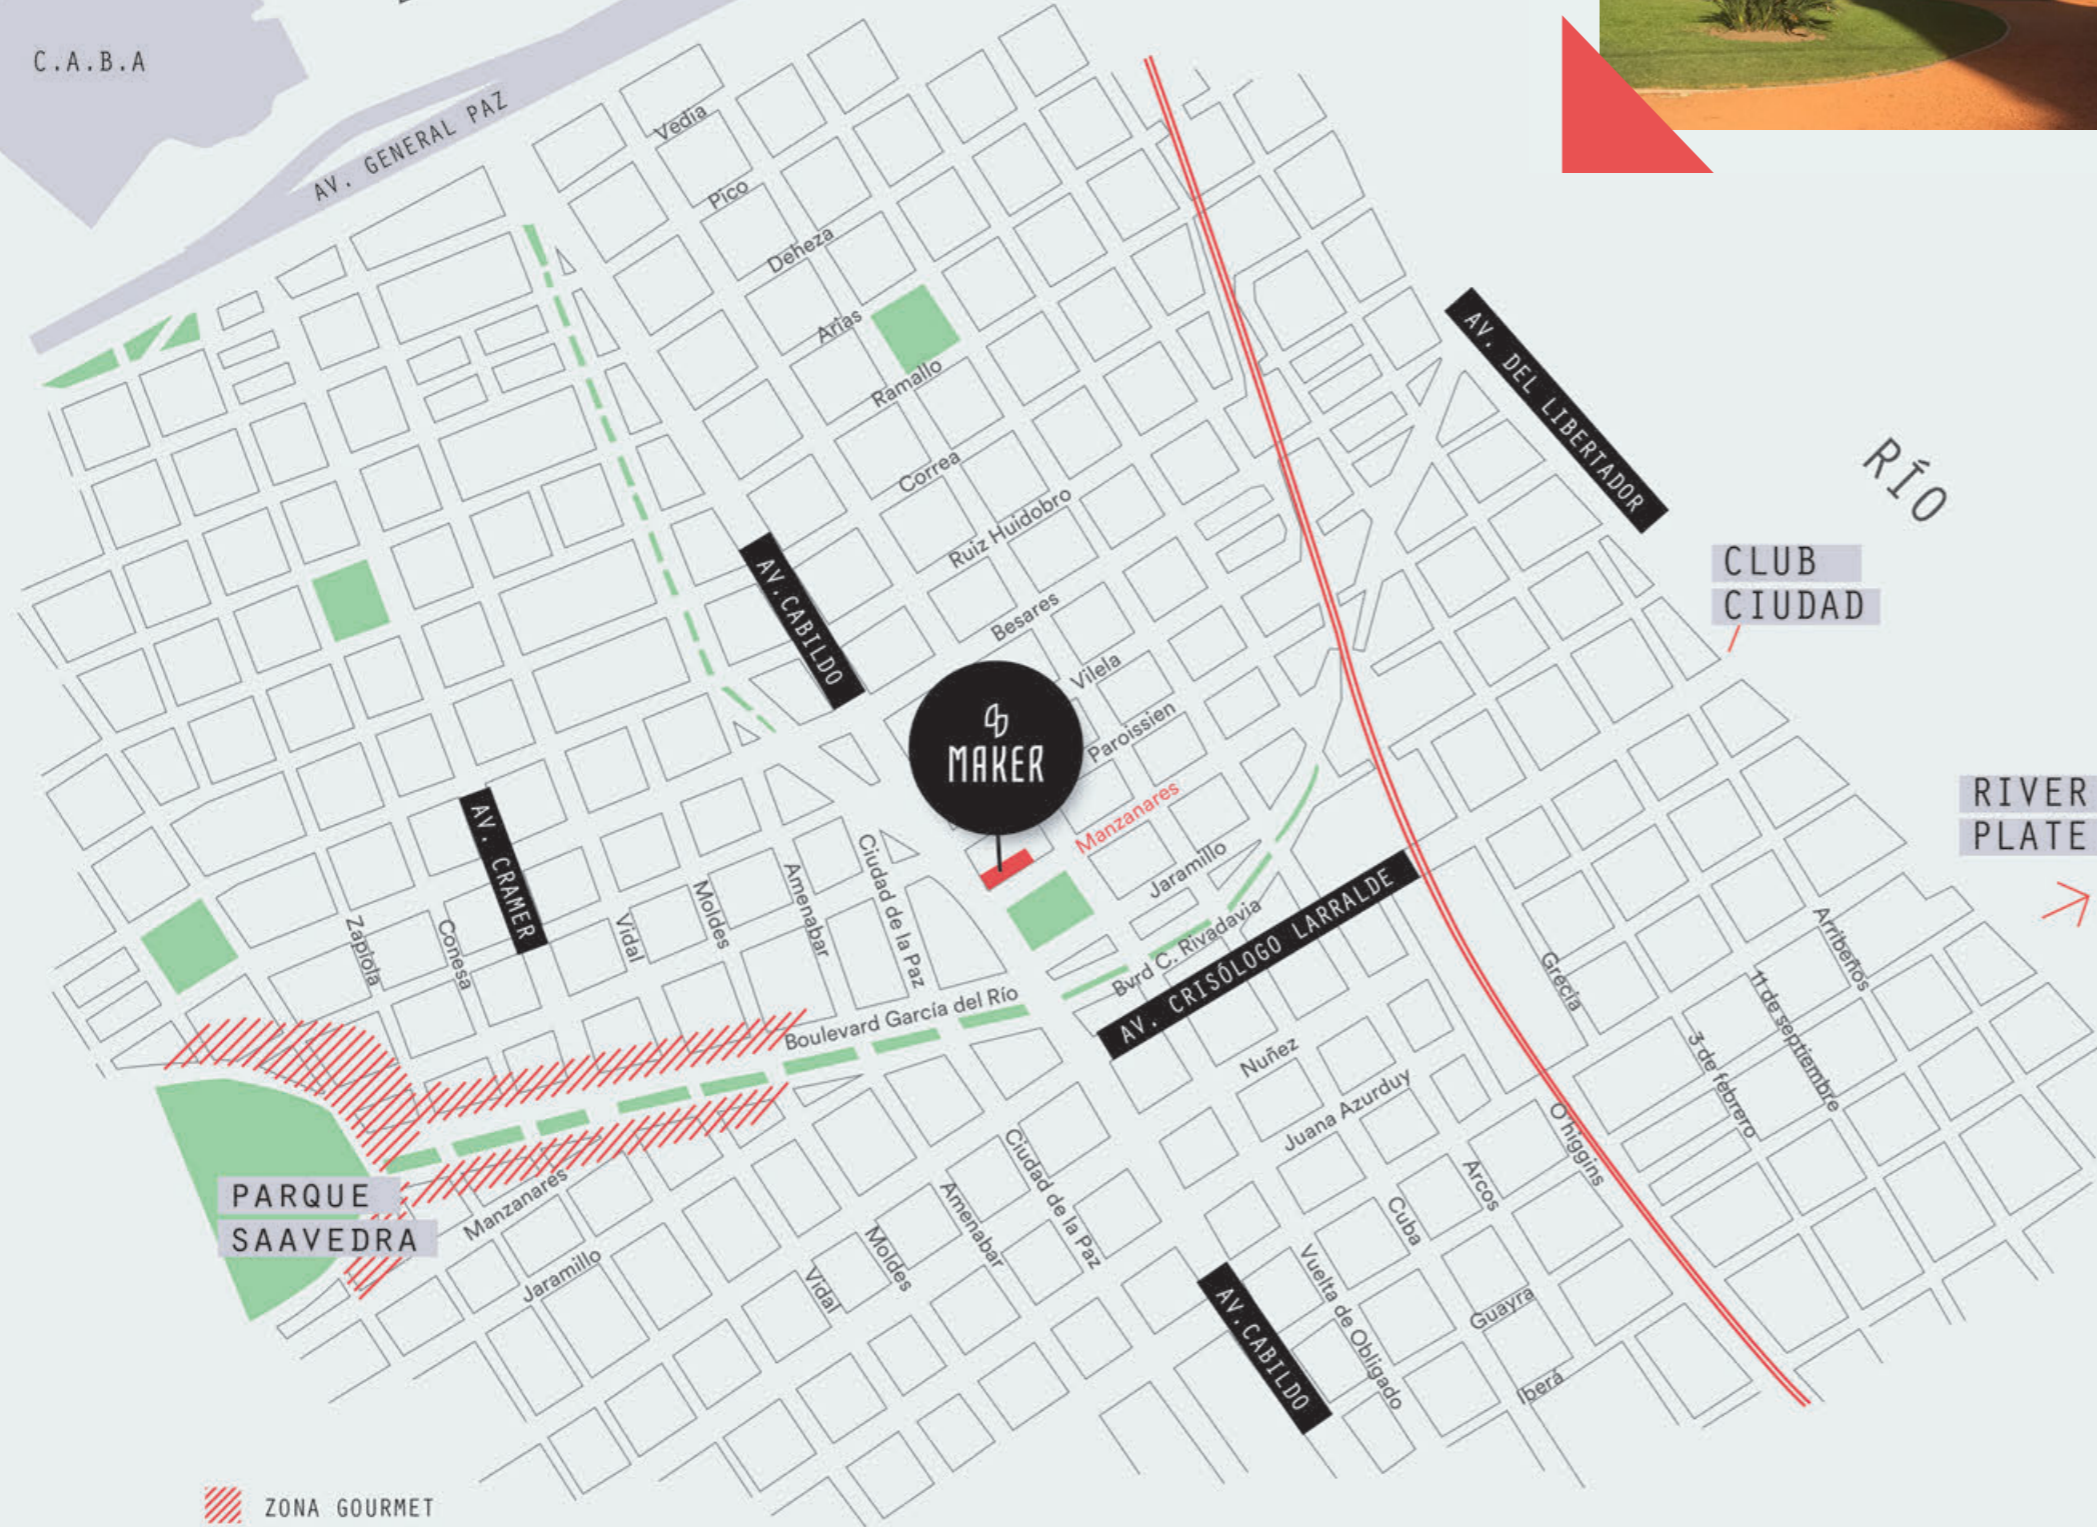 C.A.B.A
AV. GENERAL PAZ
Vedia
Pico
Deheza
Arias
Ramallo
Correa
Ruiz Huidobro
Besares
Vilela
Paroissien
Manzanares
Jaramillo
Bvrd C. Rivadavia
AV. CRISÓLOGO LARRALDE
AV. DEL LIBERTADOR
RÍO
CLUB
CIUDAD
RIVER
PLATE
AV.CABILDO
MAKER
AV. CRAMER
Zapiola
Conesa
Vidal
Moldes
Amenabar
Ciudad de la Paz
Boulevard García del Río
Nuñez
Juana Azurduy
Grecia
Arribeños
11 de septiembre
3 de febrero
O'higgins
Arcos
Cuba
Vuelta de Obligado
Guayra
Iberá
PARQUE
SAAVEDRA
Manzanares
Jaramillo
Vidal
Moldes
Amenabar
Ciudad de la Paz
AV.CABILDO
ZONA GOURMET